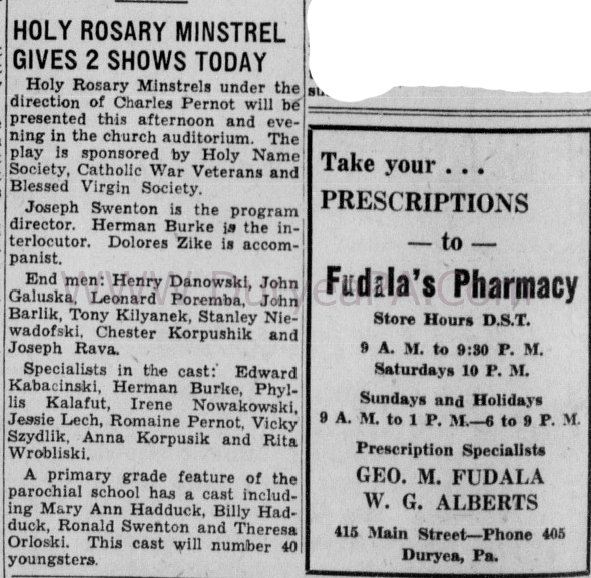 HOLY ROSARY MINSTREL
GIVES 2 SHOWS TODAY
Holy Rosary Minstrels under the
direction of Charles Pernot will be
presented this afternoon and eve-
ning in the church auditorium. The
play is sponsored by Holy Name
Society, Catholic War Veterans and
Blessed Virgin Society.
Joseph Swenton is the program
director. Herman Burke is the in-
terlocutor. Dolores Zike is accom-
panist.
End men: Henry Danowski, John
Galuska, Leonard Poremba, John
Barlik, Tony Kilyanek, Stanley Nie-
wadofski, Chester Korpushik and
Joseph Rava.
Specialists in the cast: Edward
Kabacinski, Herman Burke, Phyl-
lis Kalafut, Irene Nowakowski,
Jessie Lech, Romaine Pernot, Vicky
Szydlik, Anna Korpusik and Rita
Wrobliski.
A primary grade feature of the
parochial school has a cast includ-
ing Mary Ann Hadduck, Billy Had-
duck, Ronald Swenton and Theresa
Orloski. This cast will number 40
youngsters.
Take your . . .
PRESCRIPTIONS
— to —
Fudala's Pharmacy
Store Hours D.S.T.
9 A. M. to 9:30 P. M.
Saturdays 10 P. M.
Sundays and Holidays
9 A. M. to 1 P. M.—6 to 9 P. M.
Prescription Specialists
GEO. M. FUDALA
W. G. ALBERTS
415 Main Street—Phone 405
Duryea, Pa.
www.DuryeaPA.com